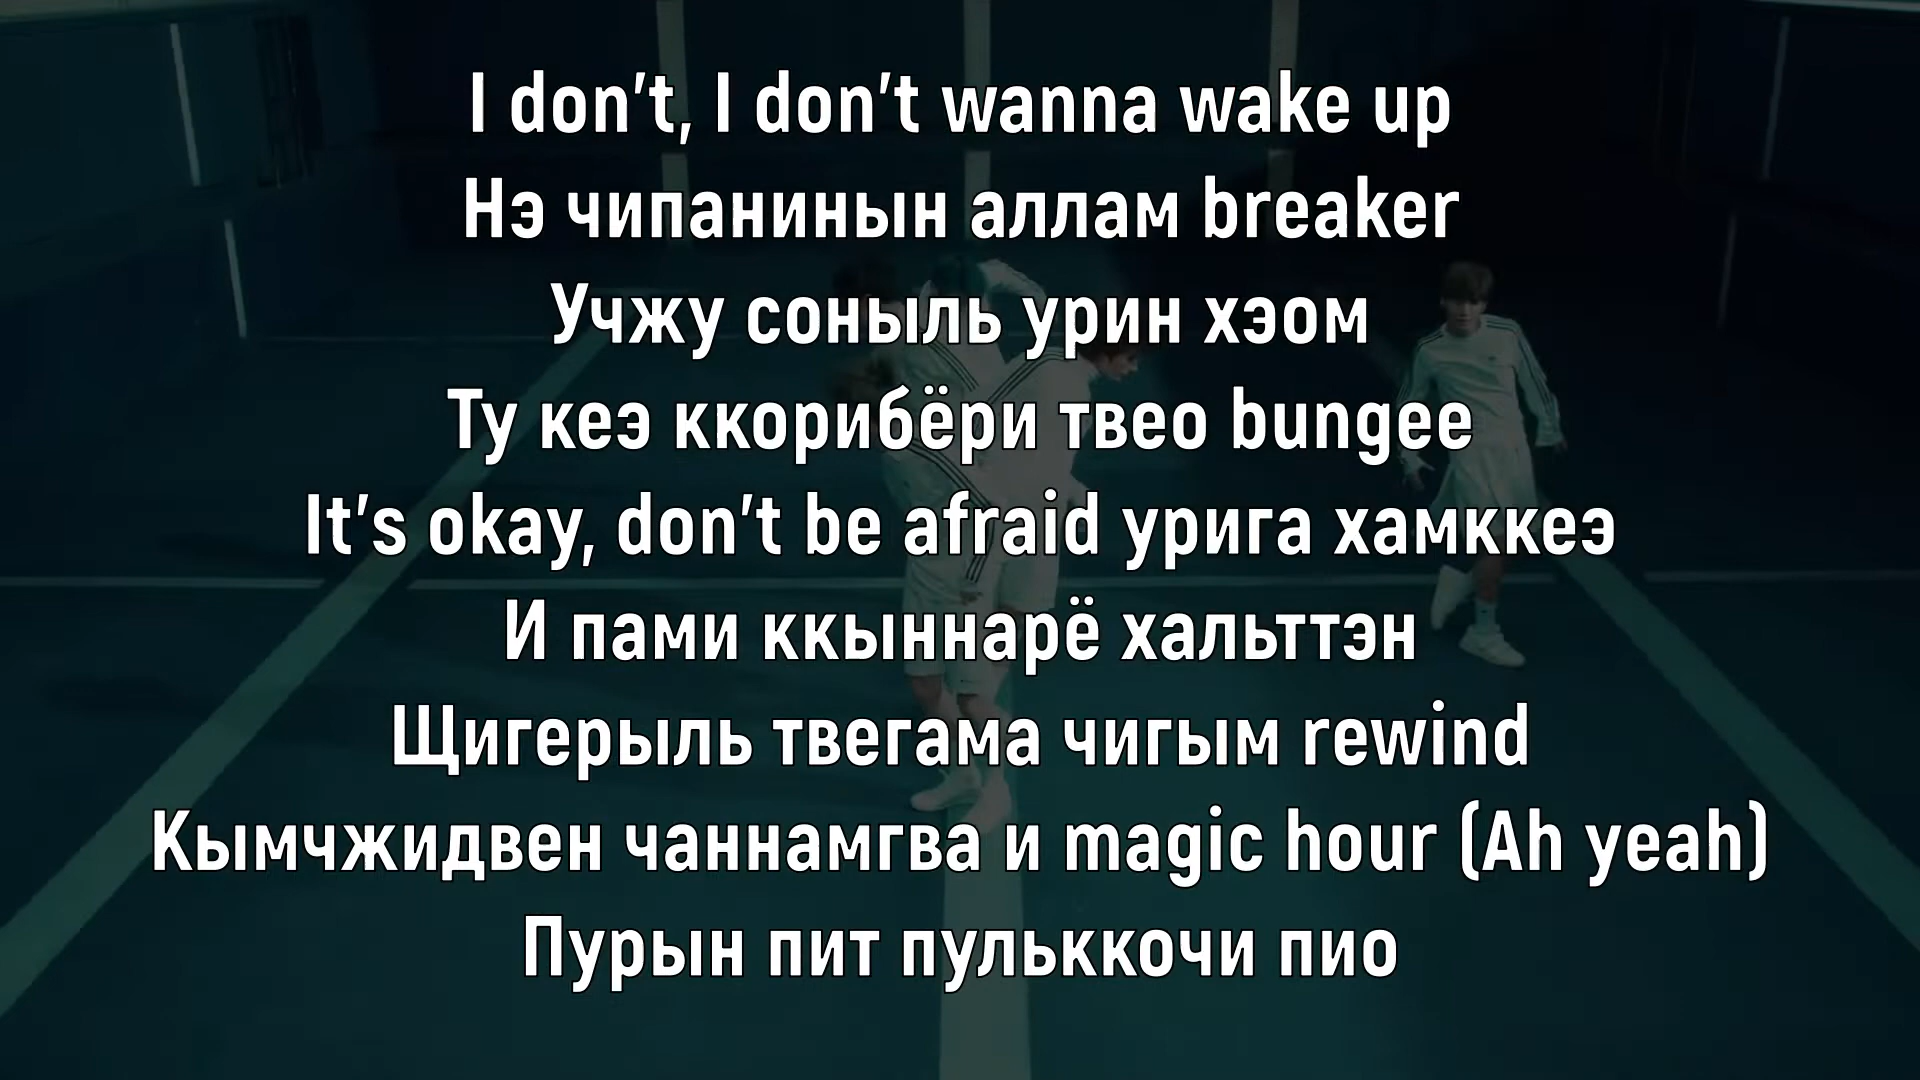 I don't, I don't wanna wake up
Нэ чипанинын аллам breaker
Учжу соныль урин хэом
Ту кеэ ккорибёри твео bungee
It's okay, don't be afraid урига хамккеэ
И пами ккыннарё хальттэн
Щигерыль твегама чигым rewind
Кымчжидвен чаннамгва и magic hour (Ah yeah)
Пурын пит пульккочи пио